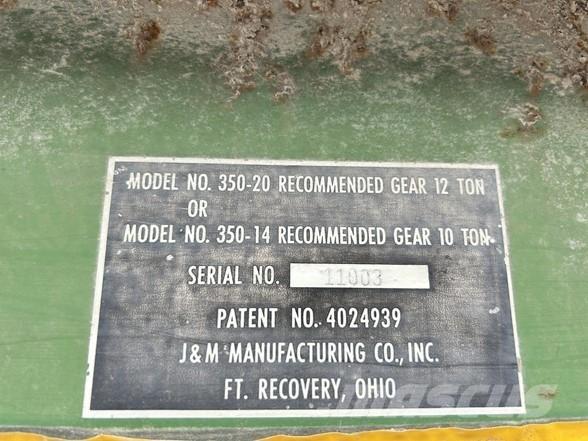 MODEL NO. 350-20 RECOMMENDED GEAR 12 TON
OR
MODEL NO. 350-14 RECOMMENDED GEAR 10 TON
SERIAL NO. 11003
PATENT NO. 4024939
J & M MANUFACTURING CO., INC.
FT. RECOVERY, OHIO
MASCUS